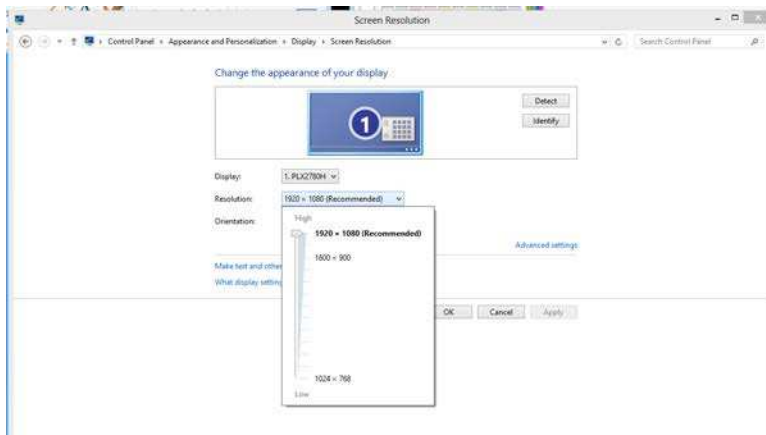 Screen Resolution
Control Panel Appearance and Personalization Display Screen Resolution
Search Control Panel
Change the appearance of your display
1
Detect
Identify
Display: 1. PLX2780H
Resolution: 1920 × 1080 (Recommended)
Orientation:
High
1920 × 1080 (Recommended)
Advanced settings
1600 × 900
Make text and other
What display setting
OK Cancel Apply
1024 × 768
Low